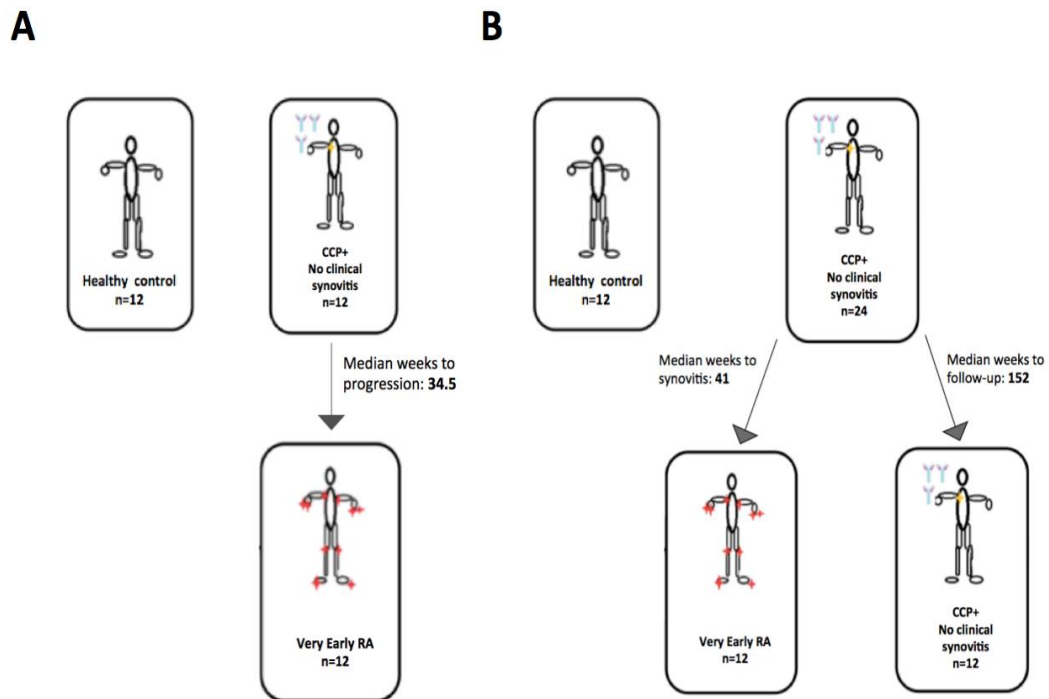 A
B
Healthy control
n=12
CCP+
No clinical
synovitis
n=12
Median weeks to
progression: 34.5
Very Early RA
n=12
Healthy control
n=12
CCP+
No clinical
synovitis
n=24
Median weeks to
synovitis: 41
Median weeks to
follow-up: 152
Very Early RA
n=12
CCP+
No clinical
synovitis
n=12